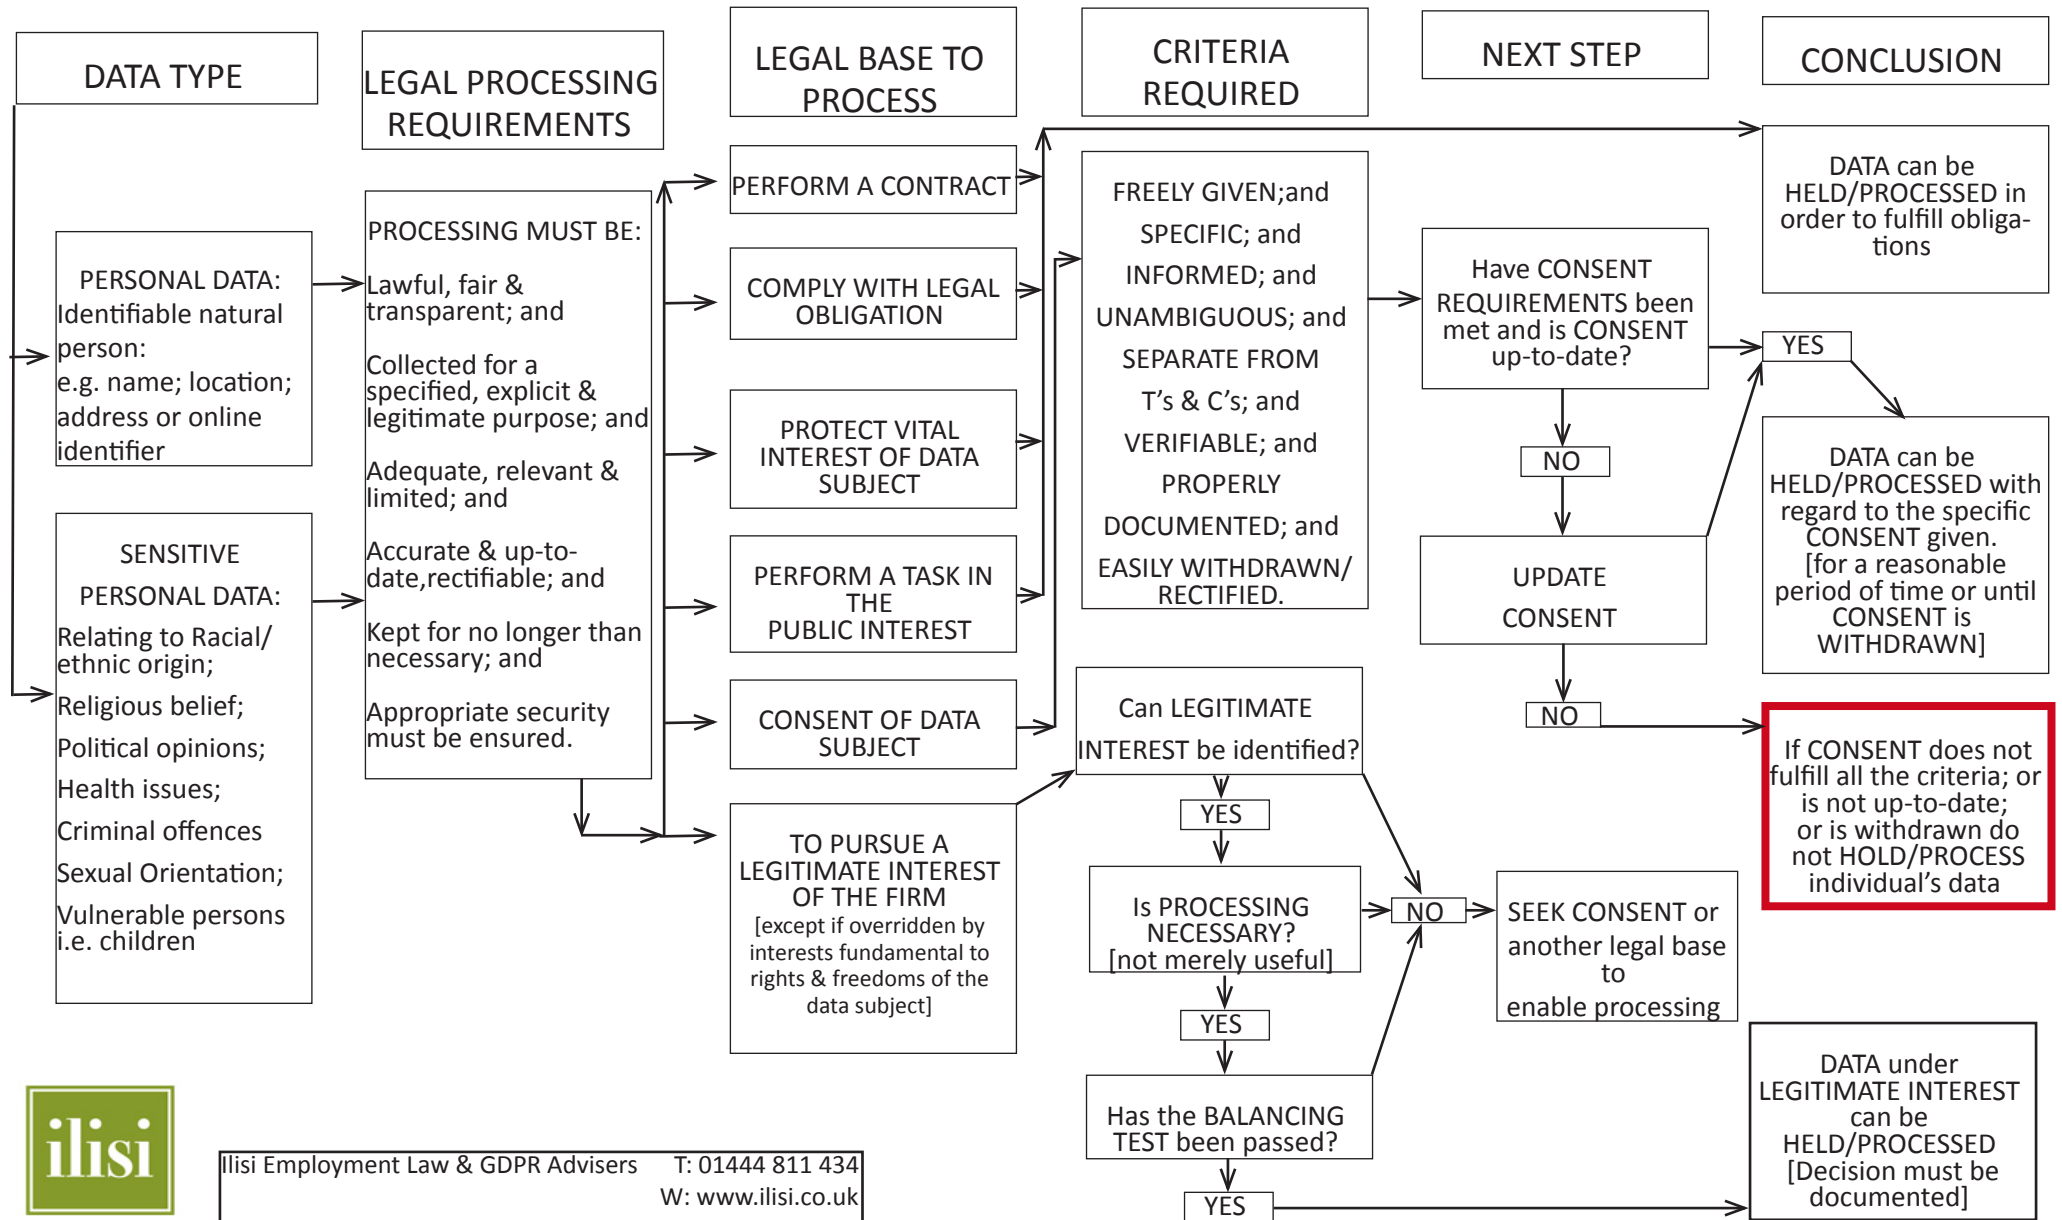 DATA TYPE
LEGAL PROCESSING
REQUIREMENTS
LEGAL BASE TO
PROCESS
CRITERIA
REQUIRED
NEXT STEP
CONCLUSION
PERSONAL DATA:
Identifiable natural
person:
e.g. name; location;
address or online
identifier
SENSITIVE
PERSONAL DATA:
Relating to Racial/
ethnic origin;
Religious belief;
Political opinions;
Health issues;
Criminal offences
Sexual Orientation;
Vulnerable persons
i.e. children
PROCESSING MUST BE:
Lawful, fair &
transparent; and
Collected for a
specified, explicit &
legitimate purpose; and
Adequate, relevant &
limited; and
Accurate & up-to-
date,rectifiable; and
Kept for no longer than
necessary; and
Appropriate security
must be ensured.
PERFORM A CONTRACT
COMPLY WITH LEGAL
OBLIGATION
PROTECT VITAL
INTEREST OF DATA
SUBJECT
PERFORM A TASK IN
THE
PUBLIC INTEREST
CONSENT OF DATA
SUBJECT
TO PURSUE A
LEGITIMATE INTEREST
OF THE FIRM
[except if overridden by
interests fundamental to
rights & freedoms of the
data subject]
FREELY GIVEN;and
SPECIFIC; and
INFORMED; and
UNAMBIGUOUS; and
SEPARATE FROM
T's & C's; and
VERIFIABLE; and
PROPERLY
DOCUMENTED; and
EASILY WITHDRAWN/
RECTIFIED.
Can LEGITIMATE
INTEREST be identified?
YES
Is PROCESSING
NECESSARY?
[not merely useful]
YES
Has the BALANCING
TEST been passed?
YES
NO
Have CONSENT
REQUIREMENTS been
met and is CONSENT
up-to-date?
NO
UPDATE
CONSENT
NO
SEEK CONSENT or
another legal base
to
enable processing
DATA can be
HELD/PROCESSED in
order to fulfill obliga-
tions
YES
DATA can be
HELD/PROCESSED with
regard to the specific
CONSENT given.
[for a reasonable
period of time or until
CONSENT is
WITHDRAWN]
If CONSENT does not
fulfill all the criteria; or
is not up-to-date;
or is withdrawn do
not HOLD/PROCESS
individual's data
DATA under
LEGITIMATE INTEREST
can be
HELD/PROCESSED
[Decision must be
documented]
ilisi
Ilisi Employment Law & GDPR Advisers T: 01444 811 434
W: www.ilisi.co.uk